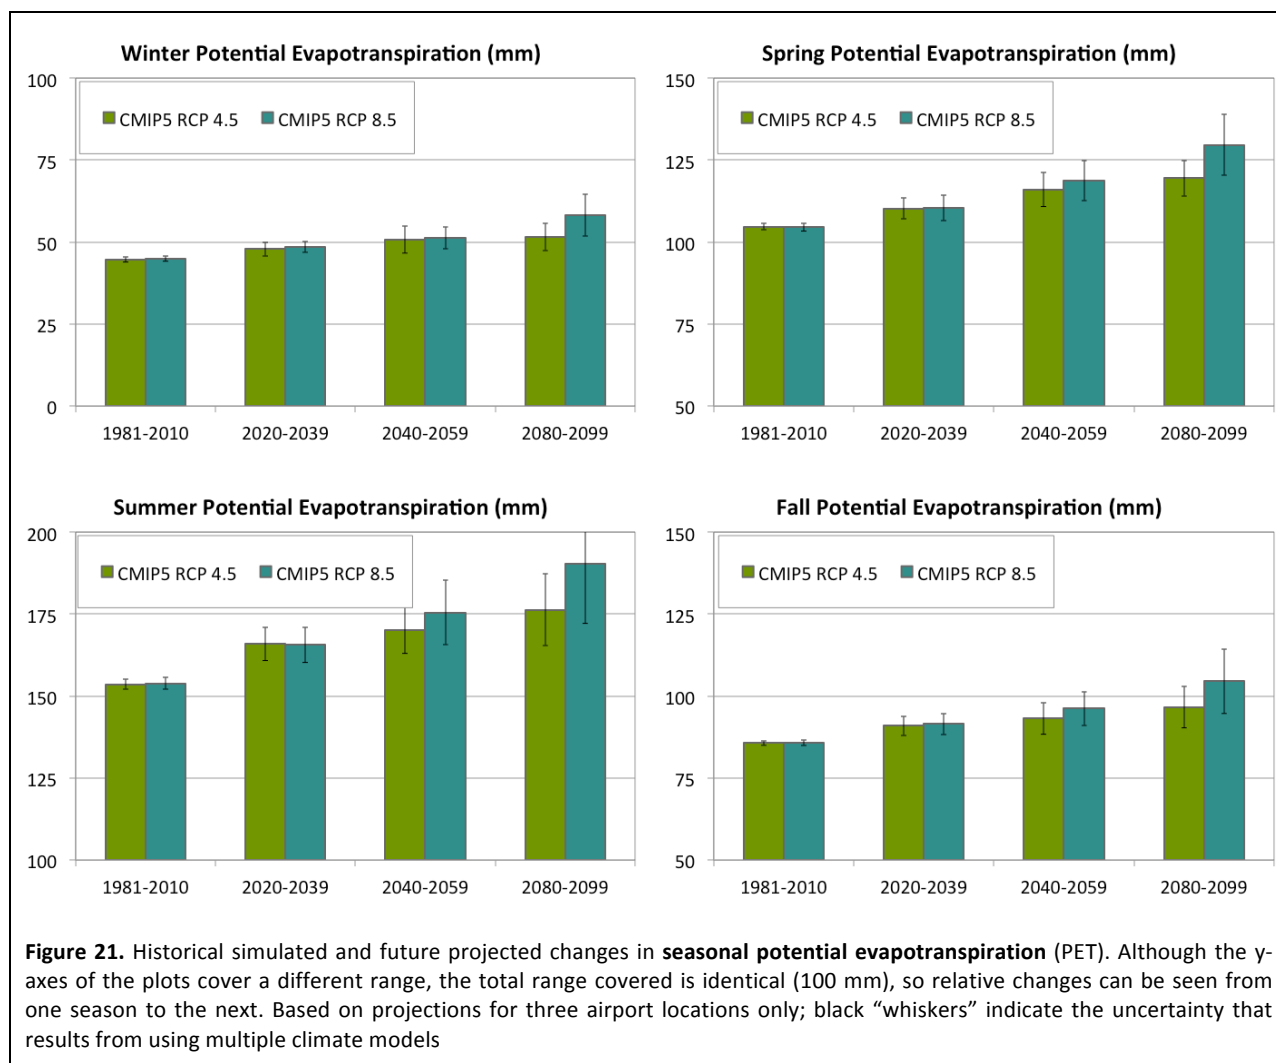 Winter Potential Evapotranspiration (mm)
100
75
50
25
0
CMIP5 RCP 4.5 CMIP5 RCP 8.5
1981-2010 2020-2039 2040-2059 2080-2099
Spring Potential Evapotranspiration (mm)
150
125
100
75
50
CMIP5 RCP 4.5 CMIP5 RCP 8.5
1981-2010 2020-2039 2040-2059 2080-2099
Summer Potential Evapotranspiration (mm)
200
175
150
125
100
CMIP5 RCP 4.5 CMIP5 RCP 8.5
1981-2010 2020-2039 2040-2059 2080-2099
Fall Potential Evapotranspiration (mm)
150
125
100
75
50
CMIP5 RCP 4.5 CMIP5 RCP 8.5
1981-2010 2020-2039 2040-2059 2080-2099
Figure 21. Historical simulated and future projected changes in seasonal potential evapotranspiration (PET). Although the y-
axes of the plots cover a different range, the total range covered is identical (100 mm), so relative changes can be seen from
one season to the next. Based on projections for three airport locations only; black “whiskers” indicate the uncertainty that
results from using multiple climate models